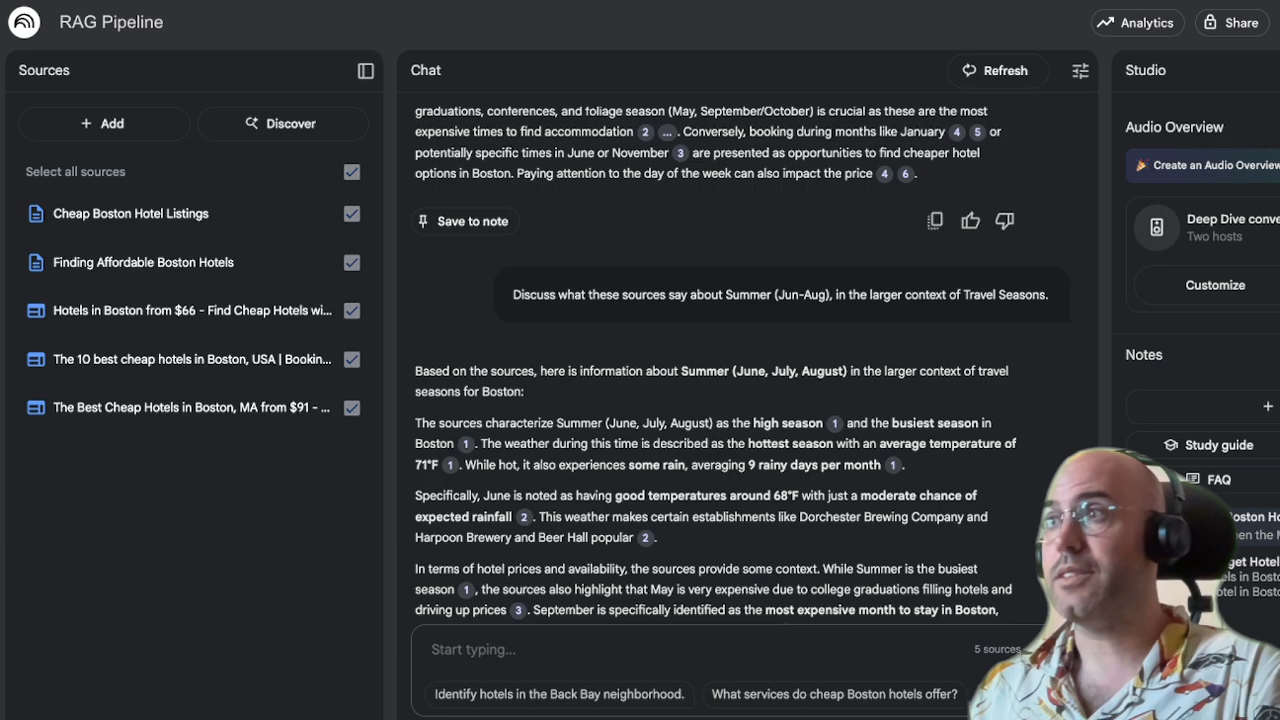 RAG Pipeline
Analytics
Share
Sources
Add
Discover
Select all sources
Cheap Boston Hotel Listings
Finding Affordable Boston Hotels
Hotels in Boston from $66 - Find Cheap Hotels wi...
The 10 best cheap hotels in Boston, USA | Bookin...
The Best Cheap Hotels in Boston, MA from $91 - ...
Chat
Refresh
graduations, conferences, and foliage season (May, September/October) is crucial as these are the most
expensive times to find accommodation 2 ... . Conversely, booking during months like January 4 5 or
potentially specific times in June or November 3 are presented as opportunities to find cheaper hotel
options in Boston. Paying attention to the day of the week can also impact the price 4 6 .
Save to note
Discuss what these sources say about Summer (Jun-Aug), in the larger context of Travel Seasons.
Based on the sources, here is information about Summer (June, July, August) in the larger context of travel
seasons for Boston:
The sources characterize Summer (June, July, August) as the high season 1 and the busiest season in
Boston 1 . The weather during this time is described as the hottest season with an average temperature of
71°F 1 . While hot, it also experiences some rain, averaging 9 rainy days per month 1 .
Specifically, June is noted as having good temperatures around 68°F with just a moderate chance of
expected rainfall 2 . This weather makes certain establishments like Dorchester Brewing Company and
Harpoon Brewery and Beer Hall popular 2 .
In terms of hotel prices and availability, the sources provide some context. While Summer is the busiest
season 1 , the sources also highlight that May is very expensive due to college graduations filling hotels and
driving up prices 3 . September is specifically identified as the most expensive month to stay in Boston,
Start typing...
5 sources
Identify hotels in the Back Bay neighborhood.
What services do cheap Boston hotels offer?
Studio
Audio Overview
Create an Audio Overview
Deep Dive conve
Two hosts
Customize
Notes
Study guide
FAQ
oston Ho
en the M
get Hotel
els in Bosto
otel in Bosto